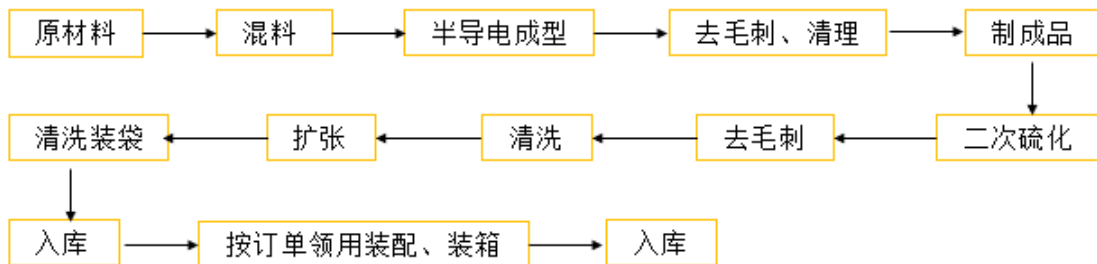 原材料 混料 半导电成型 去毛刺、清理 制成品
清洗装袋 扩张 清洗 去毛刺 二次硫化
入库 按订单领用装配、装箱 入库